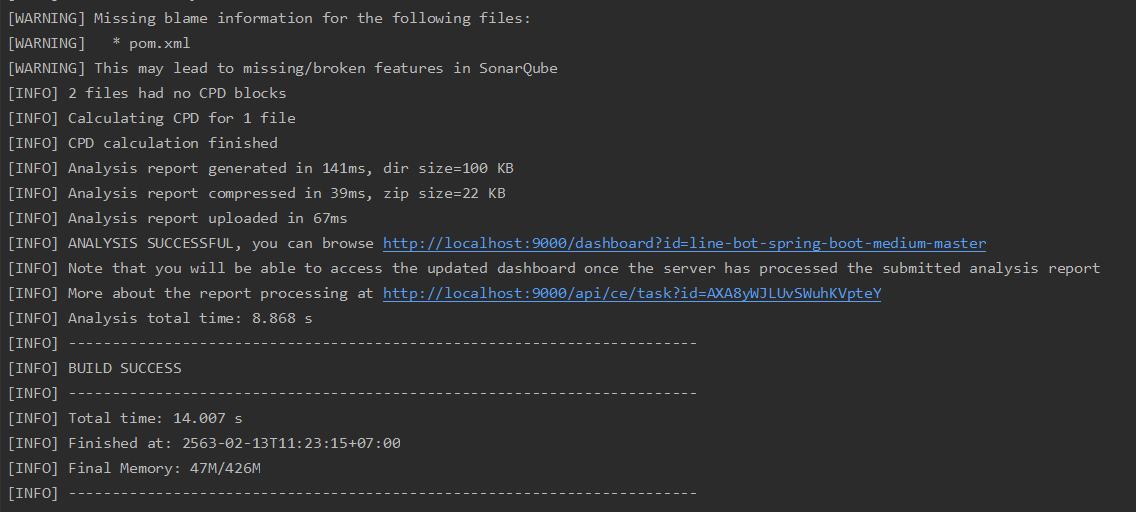 [WARNING] Missing blame information for the following files:
[WARNING]   * pom.xml
[WARNING] This may lead to missing/broken features in SonarQube
[INFO] 2 files had no CPD blocks
[INFO] Calculating CPD for 1 file
[INFO] CPD calculation finished
[INFO] Analysis report generated in 141ms, dir size=100 KB
[INFO] Analysis report compressed in 39ms, zip size=22 KB
[INFO] Analysis report uploaded in 67ms
[INFO] ANALYSIS SUCCESSFUL, you can browse http://localhost:9000/dashboard?id=line-bot-spring-boot-medium-master
[INFO] Note that you will be able to access the updated dashboard once the server has processed the submitted analysis report
[INFO] More about the report processing at http://localhost:9000/api/ce/task?id=AXA8yWJLUvSWuhKVpteY
[INFO] Analysis total time: 8.868 s
[INFO] ------------------------------------------------------------------------
[INFO] BUILD SUCCESS
[INFO] ------------------------------------------------------------------------
[INFO] Total time: 14.007 s
[INFO] Finished at: 2563-02-13T11:23:15+07:00
[INFO] Final Memory: 47M/426M
[INFO] ------------------------------------------------------------------------